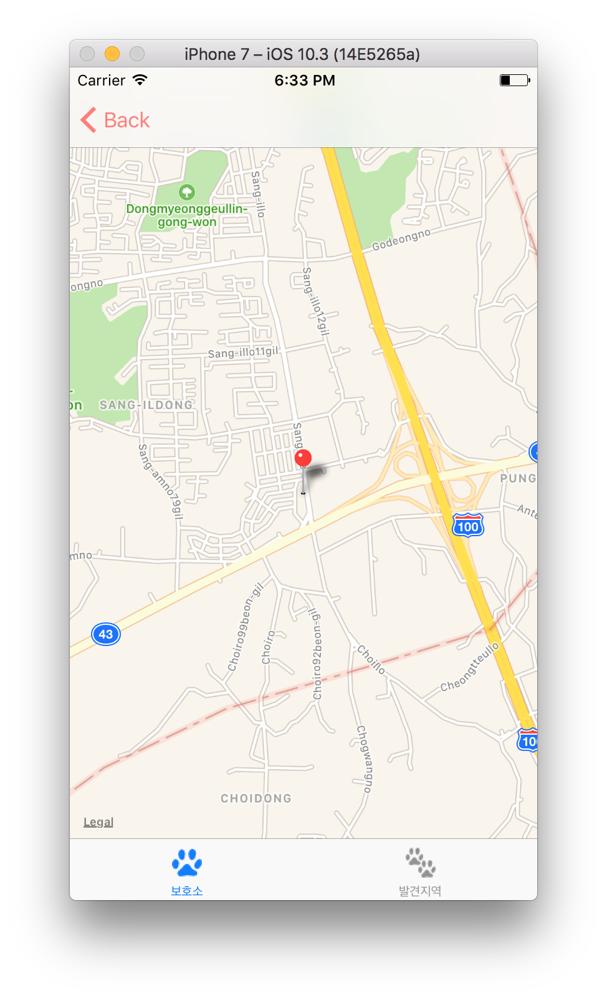 iPhone 7 – iOS 10.3 (14E5265a)
Carrier
6:33 PM
Back
Sang-illo
Dongmyeonggeullin-
gong-won
Godeongno
ongno
Sang-illo12gil
Sang-illo11gil
on
SANG-ILDONG
Sang
Sang-amno79gil
PUNG
Ante
100
mno
43
Choiro99beon-gil
Choiro
Choiro92beon-gil
Choillo
Cheongtteullo
Chogwangno
10
CHOIDONG
Legal
보호소
발견지역